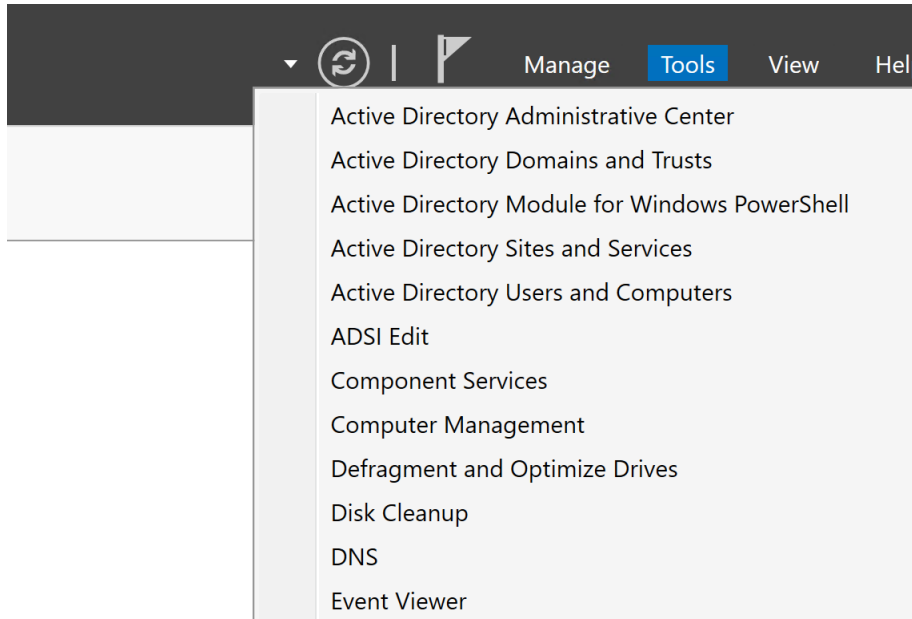 Manage Tools View Hel
Active Directory Administrative Center
Active Directory Domains and Trusts
Active Directory Module for Windows PowerShell
Active Directory Sites and Services
Active Directory Users and Computers
ADSI Edit
Component Services
Computer Management
Defragment and Optimize Drives
Disk Cleanup
DNS
Event Viewer